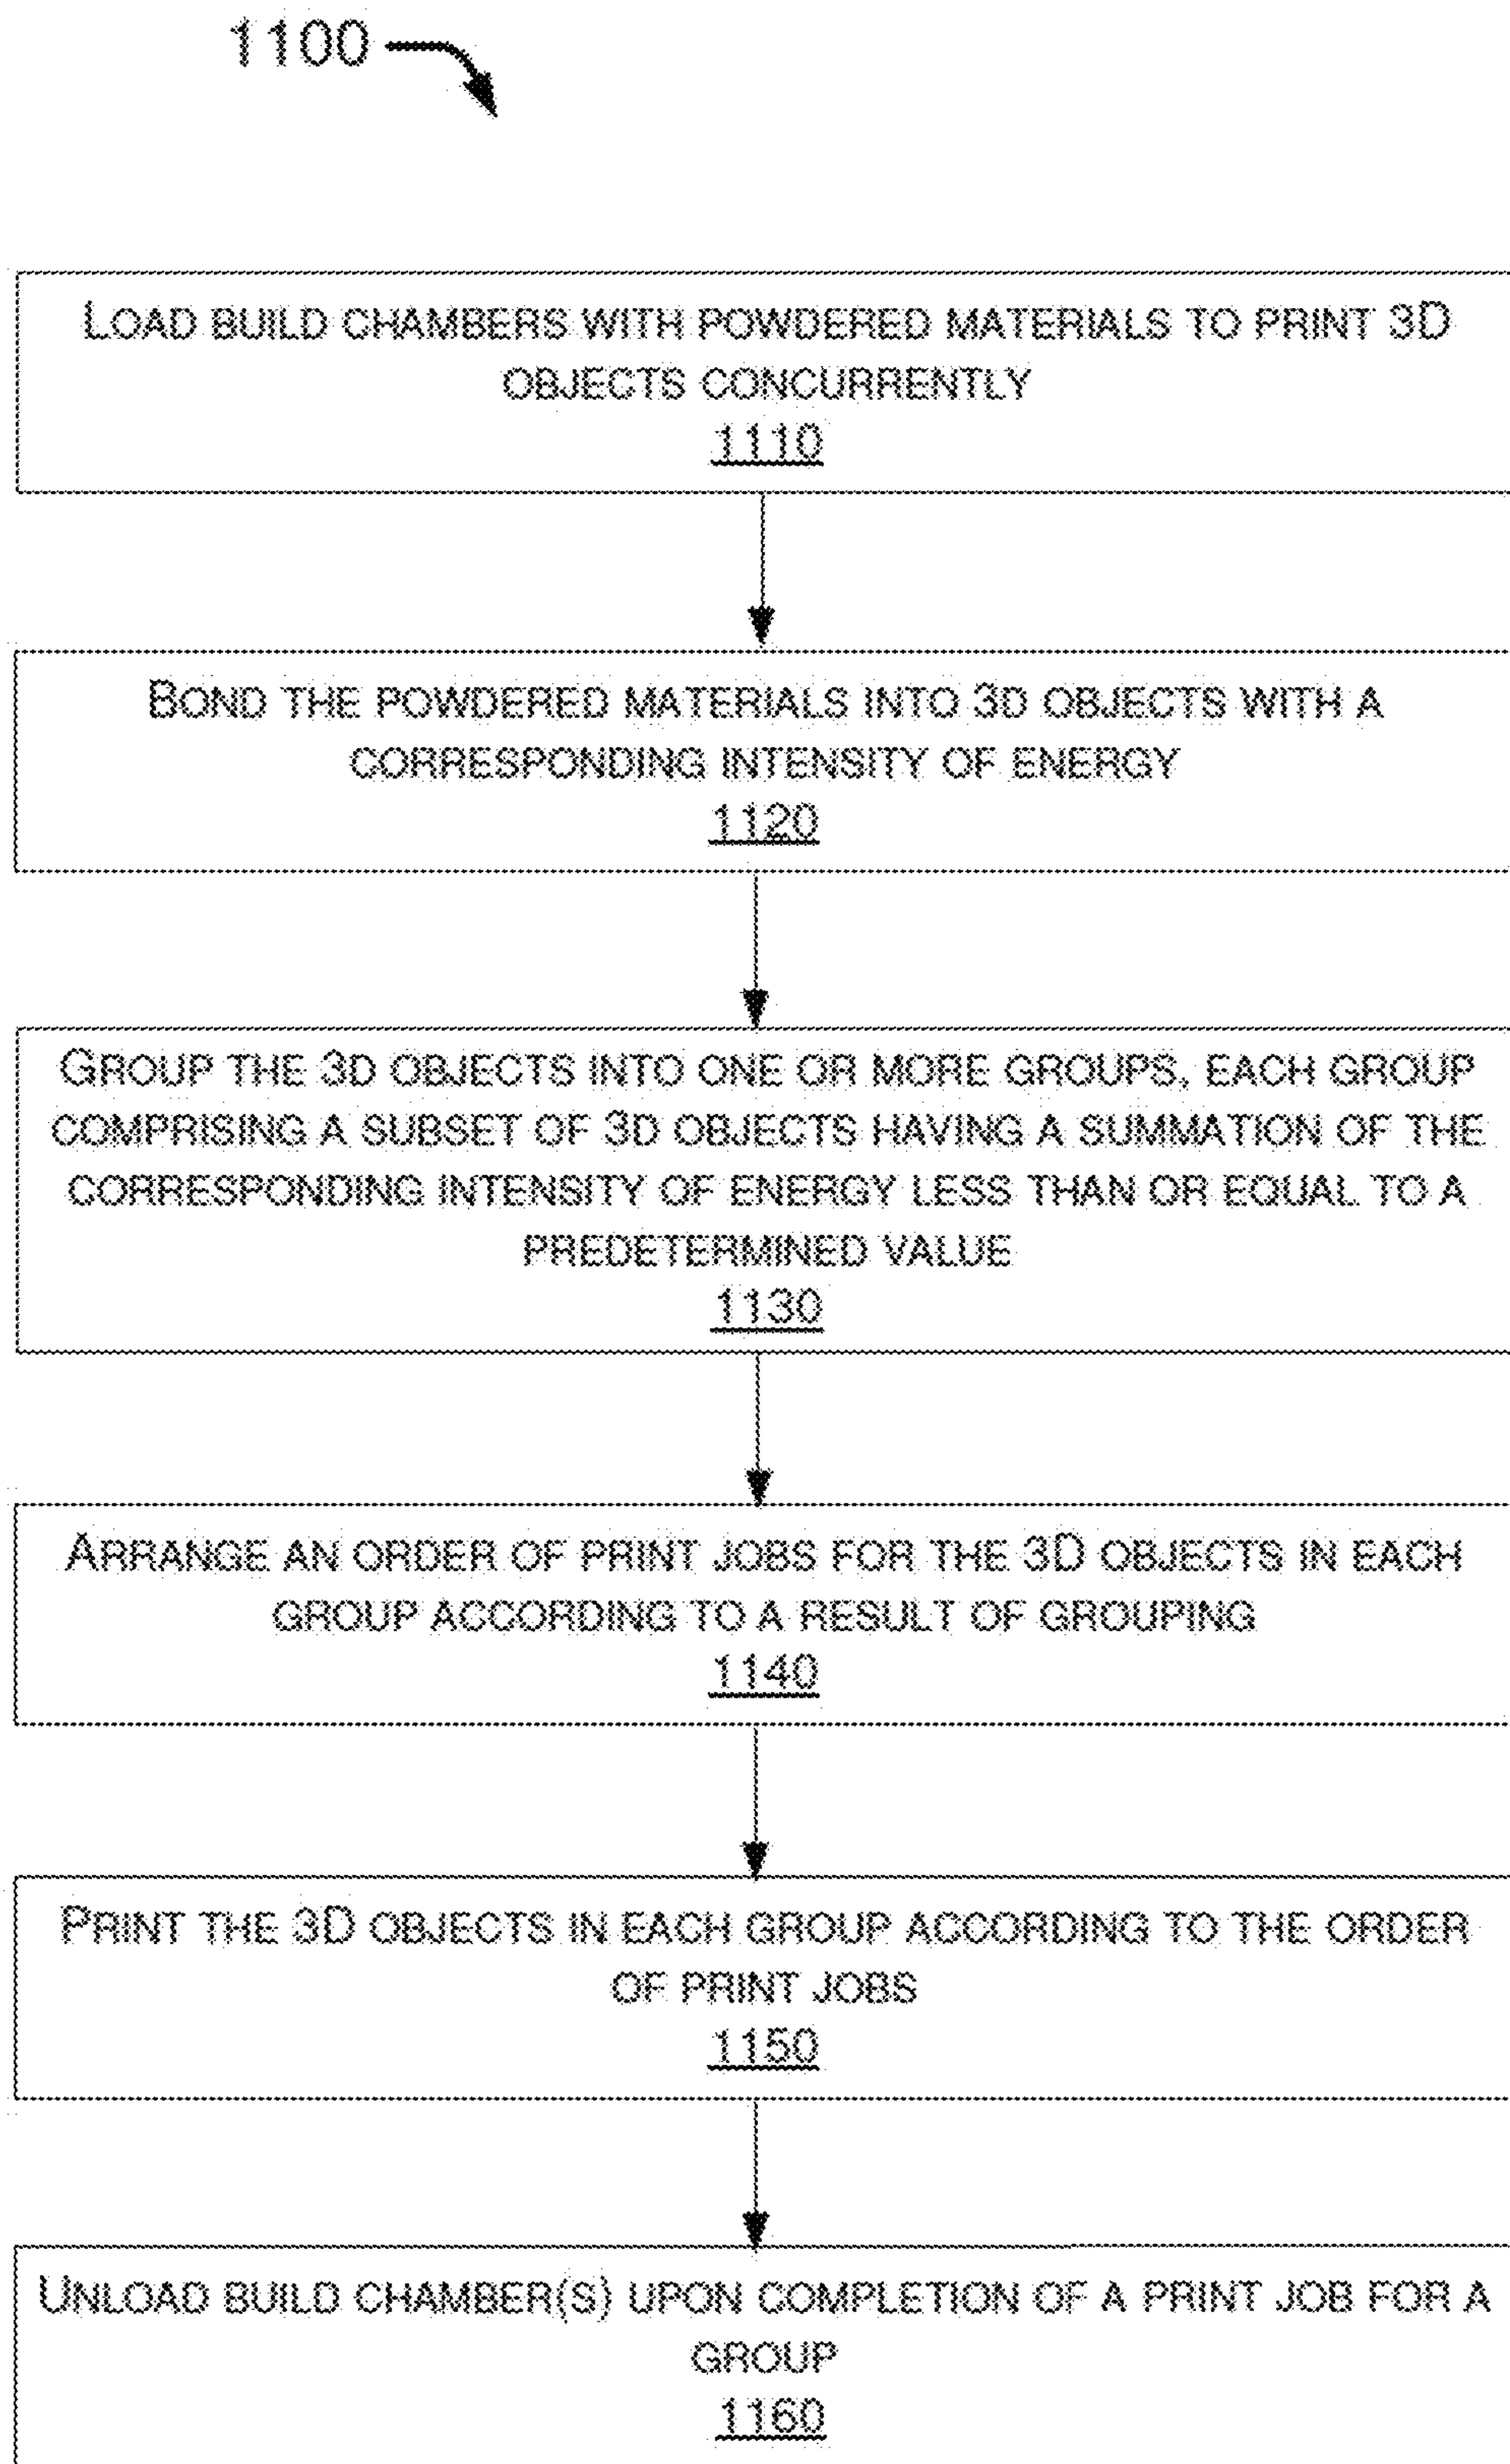 1100
LOAD BUILD CHAMBERS WITH POWDERED MATERIALS TO PRINT 3D
OBJECTS CONCURRENTLY
1110
BOND THE POWDERED MATERIALS INTO 3D OBJECTS WITH A
CORRESPONDING INTENSITY OF ENERGY
1120
GROUP THE 3D OBJECTS INTO ONE OR MORE GROUPS, EACH GROUP
COMPRISING A SUBSET OF 3D OBJECTS HAVING A SUMMATION OF THE
CORRESPONDING INTENSITY OF ENERGY LESS THAN OR EQUAL TO A
PREDETERMINED VALUE
1130
ARRANGE AN ORDER OF PRINT JOBS FOR THE 3D OBJECTS IN EACH
GROUP ACCORDING TO A RESULT OF GROUPING
1140
PRINT THE 3D OBJECTS IN EACH GROUP ACCORDING TO THE ORDER
OF PRINT JOBS
1150
UNLOAD BUILD CHAMBER(S) UPON COMPLETION OF A PRINT JOB FOR A
GROUP
1160